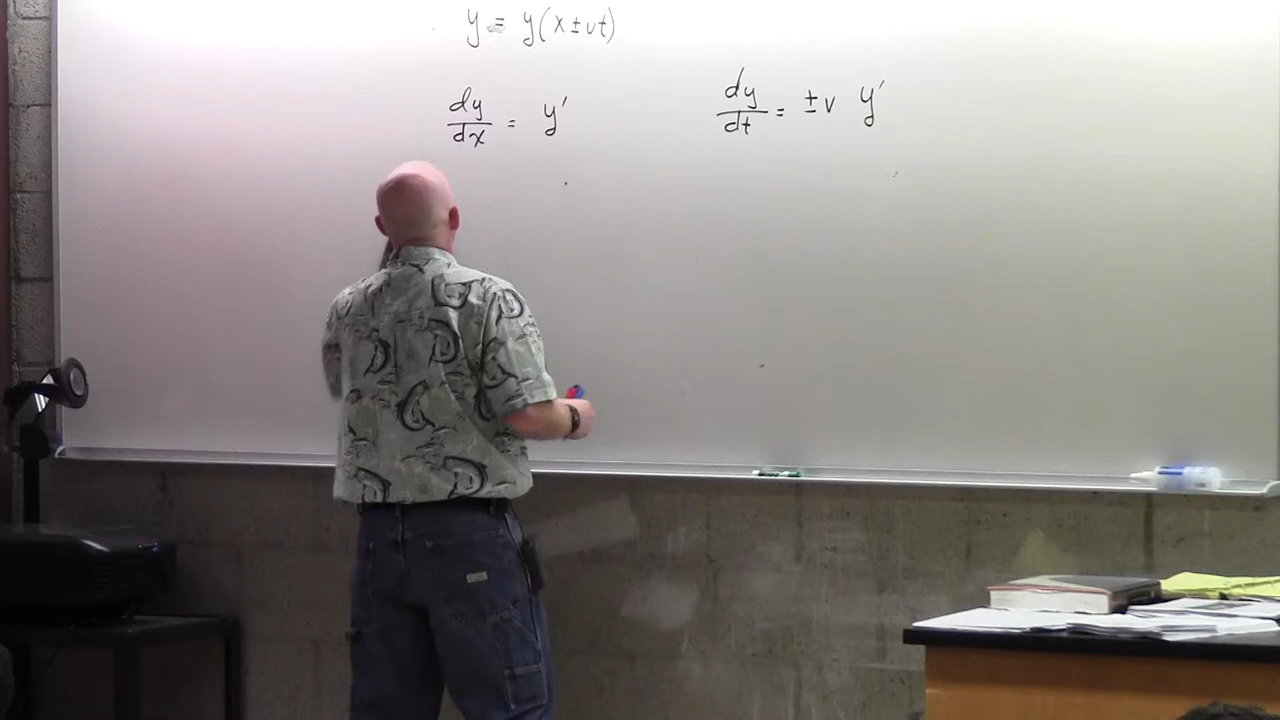 y = y(x ± vt)
dy/dx = y′
dy/dt = ±v y′